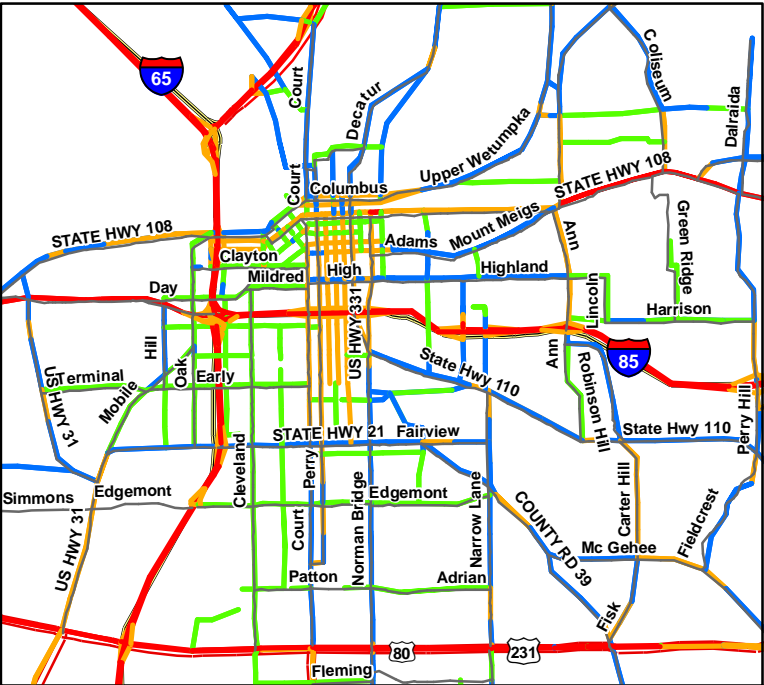 65
Court
Decatur
Coliseum
Dalraida
Upper Wetumpka
Court
Columbus
STATE HWY 108
STATE HWY 108
Mount Meigs
Adams
Ann
Green Ridge
Clayton
Mildred
High
Highland
Day
US HWY 331
Lincoln
Harrison
Hill
Oak
US HWY 31
Terminal
Mobile
Early
State Hwy 110
Ann
Robinson Hill
85
Perry Hill
STATE HWY 21
Fairview
State Hwy 110
Cleveland
Perry
Simmons
Edgemont
Norman Bridge
Edgemont
Narrow Lane
COUNTY RD 39
Carter Hill
Fieldcrest
US HWY 31
Court
Mc Gehee
Patton
Adrian
Fisk
80
231
Fleming